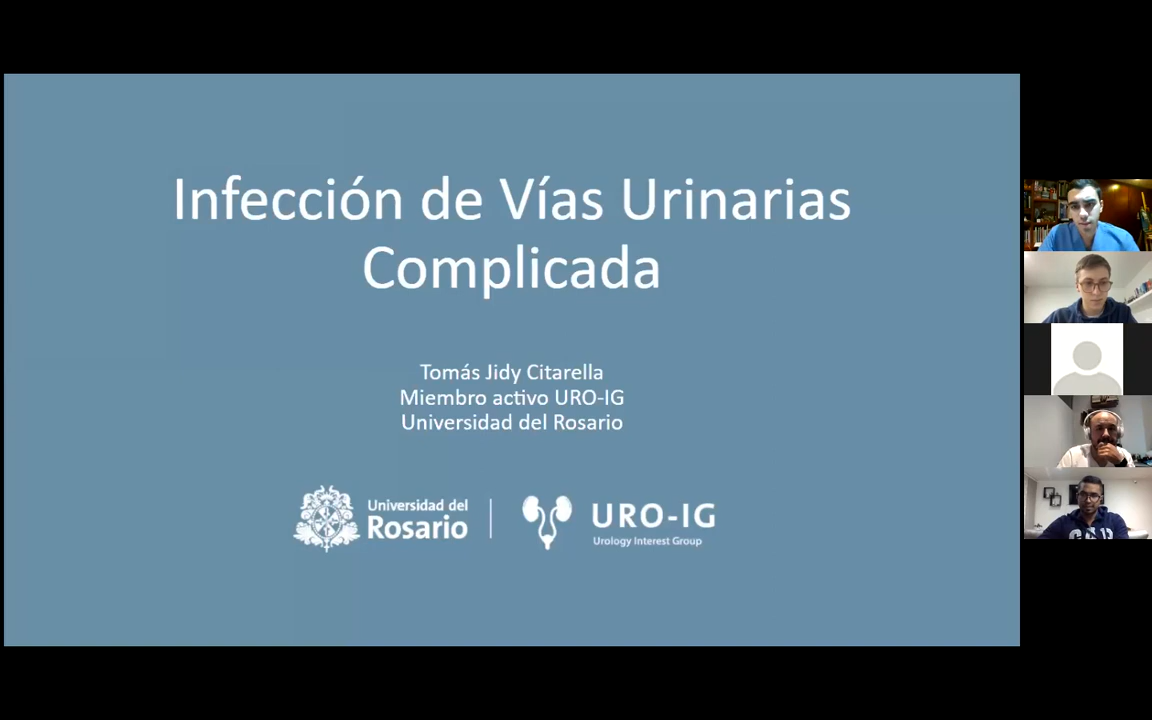 Infección de Vías Urinarias
Complicada
Tomás Jidy Citarella
Miembro activo URO-IG
Universidad del Rosario
Universidad del
Rosario
URO-IG
Urology Interest Group